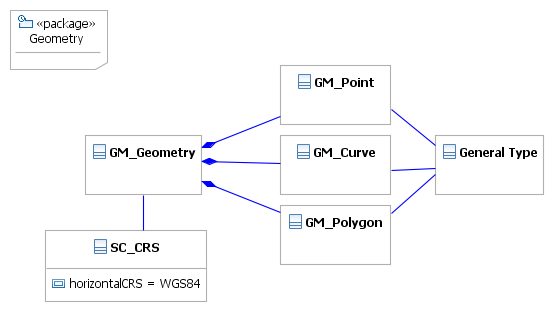 «package»
Geometry
GM_Point
GM_Geometry
GM_Curve
General Type
GM_Polygon
SC_CRS
horizontalCRS = WGS84